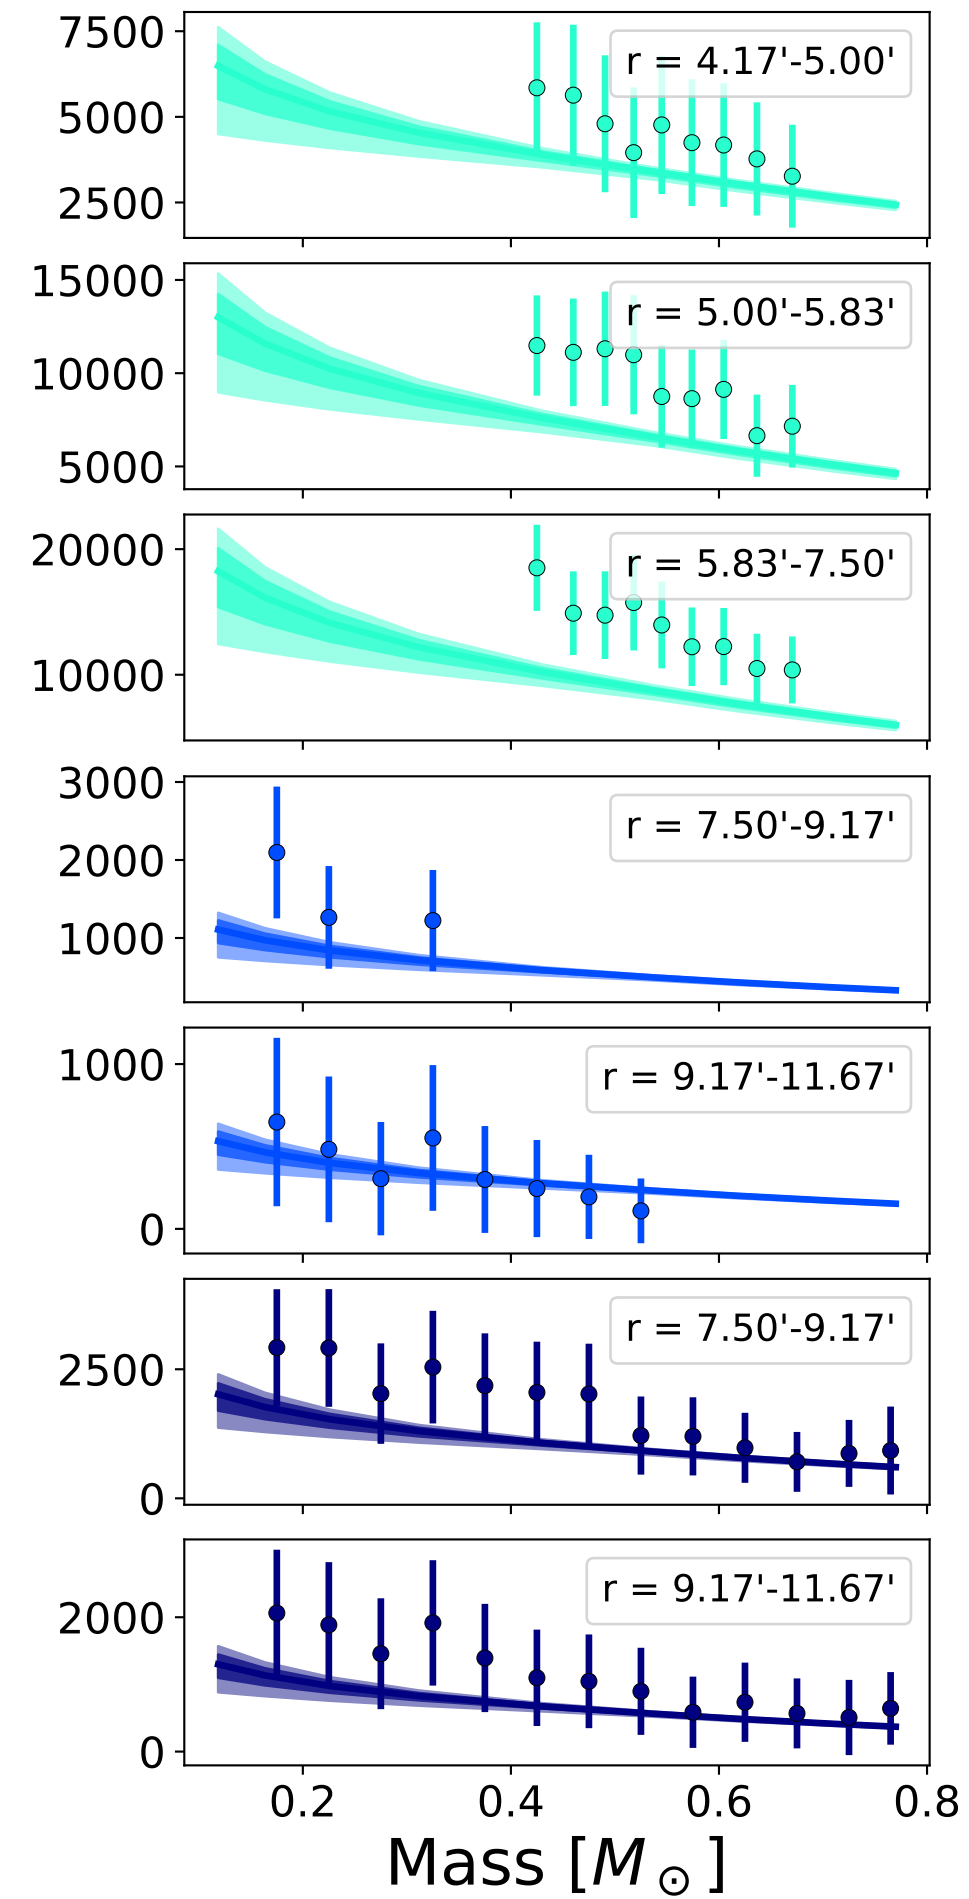 7500
r = 4.17'-5.00'
5000
2500
15000
r = 5.00'-5.83'
10000
5000
20000
r = 5.83'-7.50'
10000
3000
r = 7.50'-9.17'
2000
1000
1000
r = 9.17'-11.67'
0
r = 7.50'-9.17'
2500
0
r = 9.17'-11.67'
2000
0
0.2 0.4 0.6 0.8
Mass [M⊙]